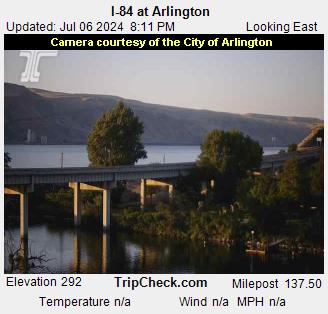 I-84 at Arlington
Updated: Jul 06 2024 8:11 PM Looking East
Camera courtesy of the City of Arlington
Elevation 292 TripCheck.com Milepost 137.50
Temperature n/a Wind n/a MPH n/a